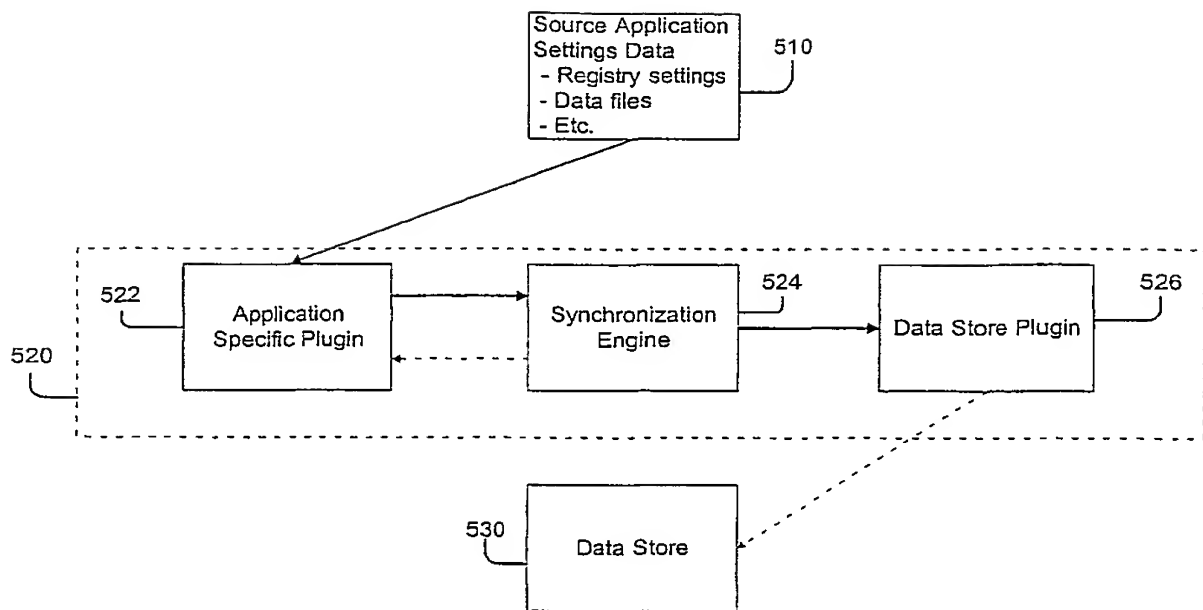 Source Application
Settings Data
- Registry settings
- Data files
- Etc.
510
522
Application
Specific Plugin
Synchronization
Engine
524
Data Store Plugin
526
520
530
Data Store